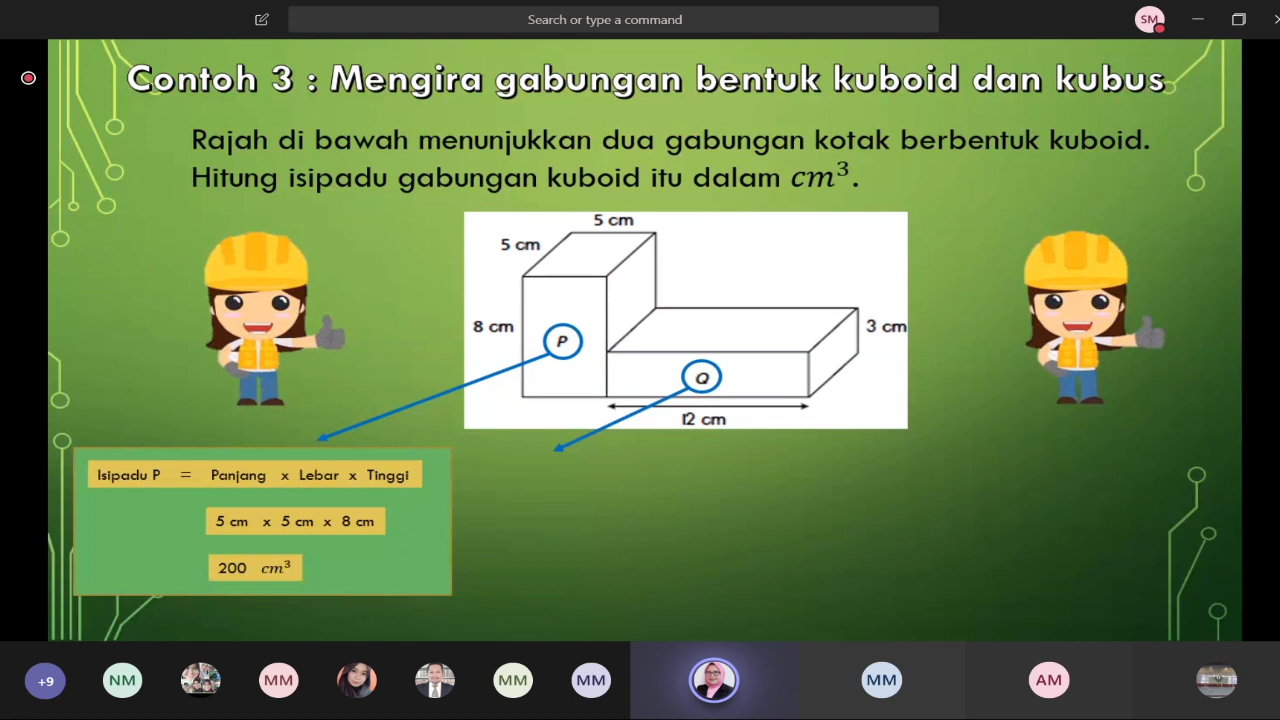 Search or type a command
SM
Contoh 3 : Mengira gabungan bentuk kuboid dan kubus
Rajah di bawah menunjukkan dua gabungan kotak berbentuk kuboid.
Hitung isipadu gabungan kuboid itu dalam cm³.
5 cm
5 cm
8 cm
P
3 cm
Q
12 cm
Isipadu P = Panjang x Lebar x Tinggi
5 cm x 5 cm x 8 cm
200 cm³
+9 NM MM MM MM MM AM